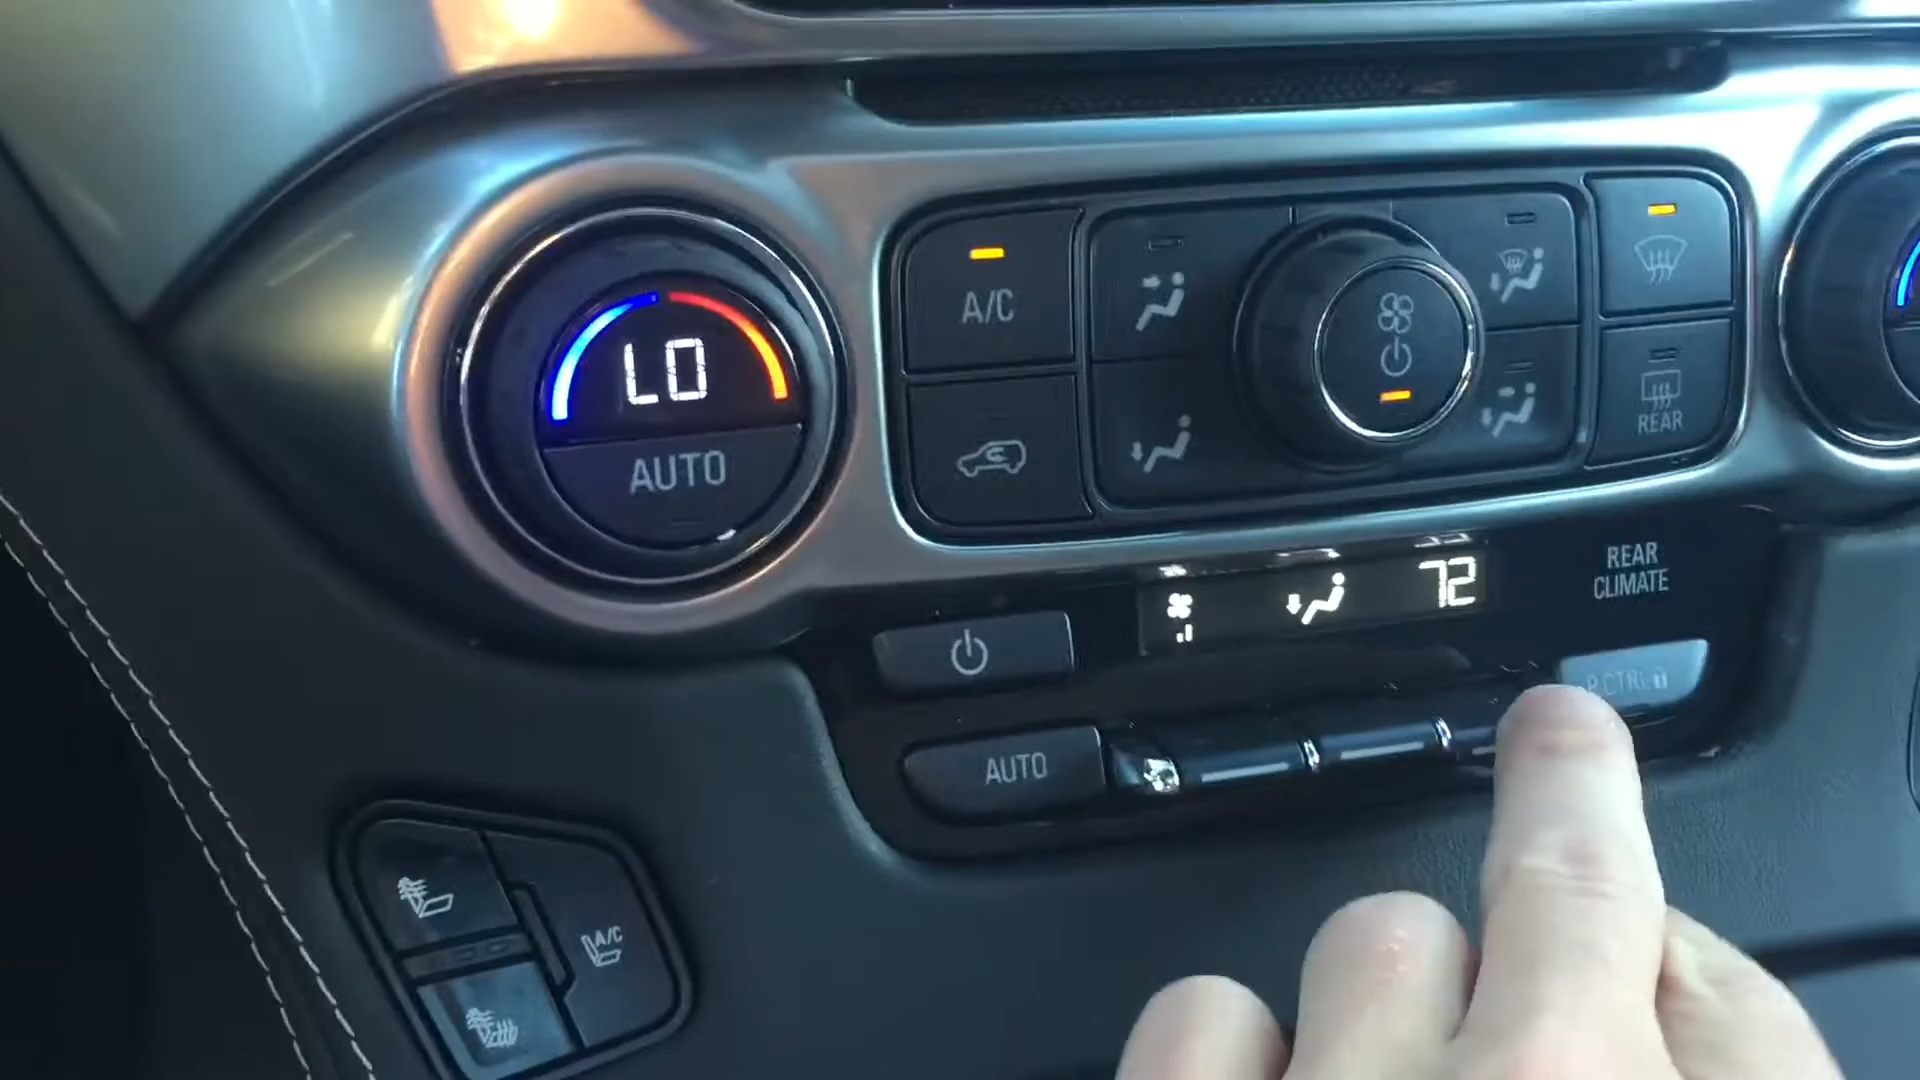 LO
AUTO
A/C
REAR
72
REAR
CLIMATE
AUTO
A/C